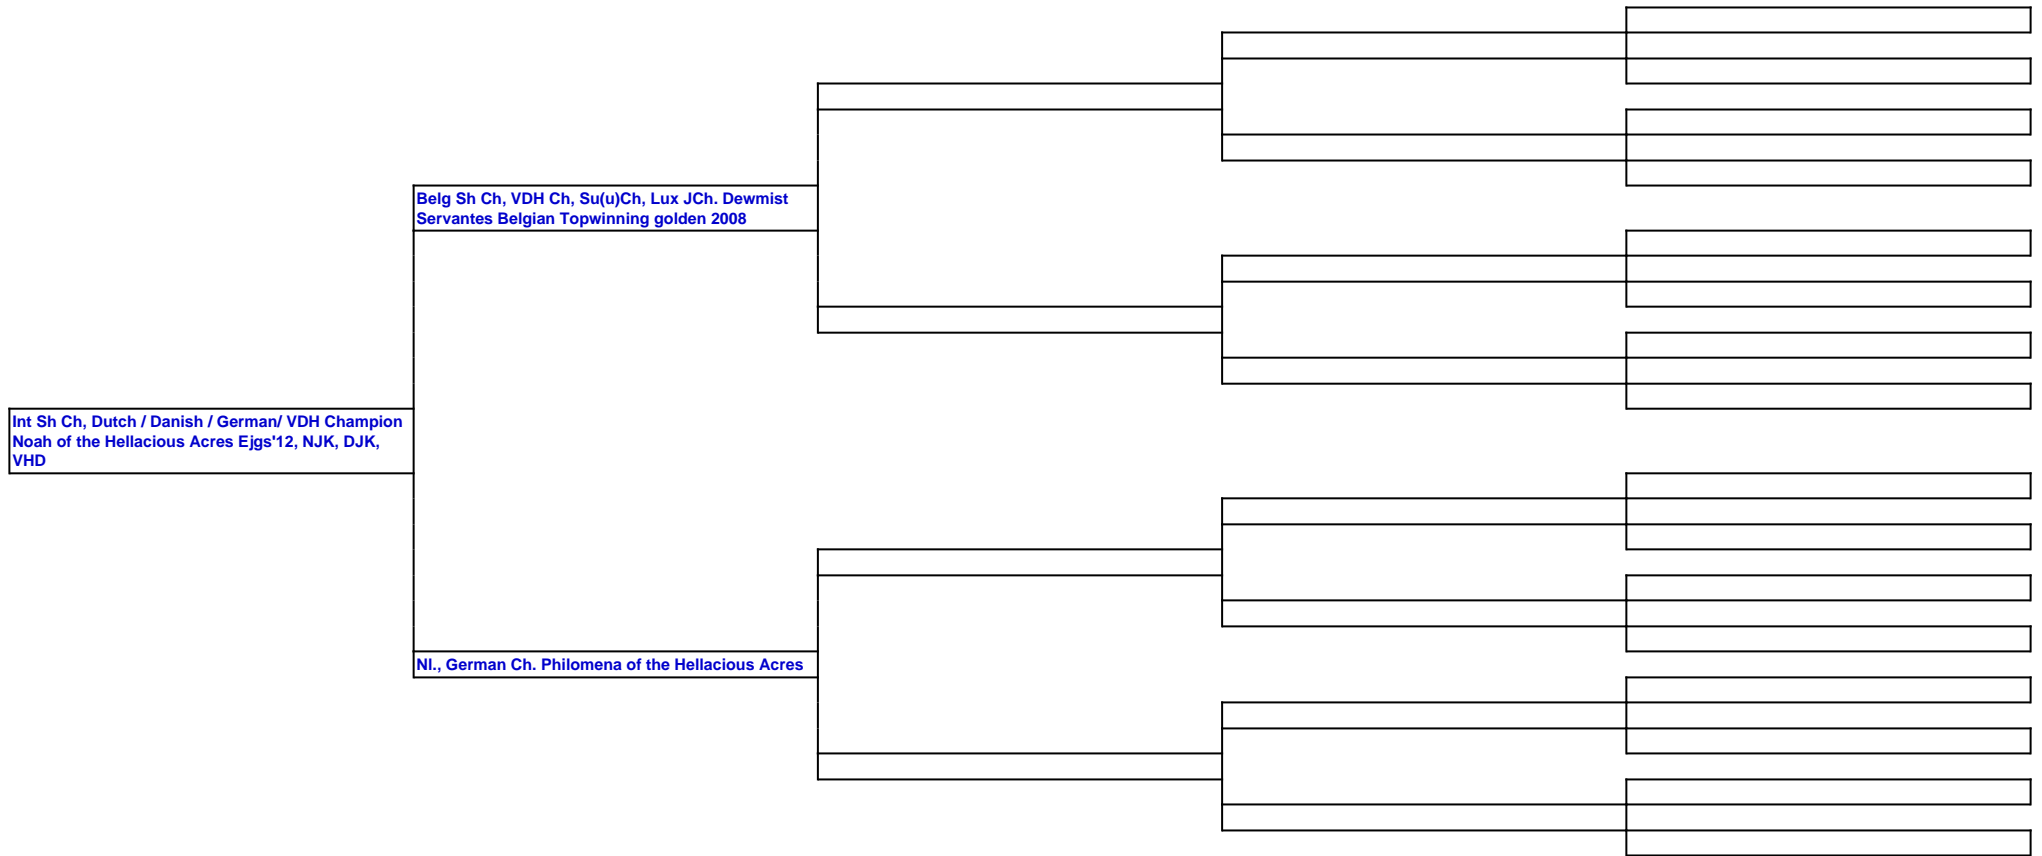 Belg Sh Ch, VDH Ch, Su(u)Ch, Lux JCh. Dewmist
Servantes Belgian Topwinning golden 2008
Int Sh Ch, Dutch / Danish / German/ VDH Champion
Noah of the Hellacious Acres Ejgs'12, NJK, DJK,
VHD
Nl., German Ch. Philomena of the Hellacious Acres